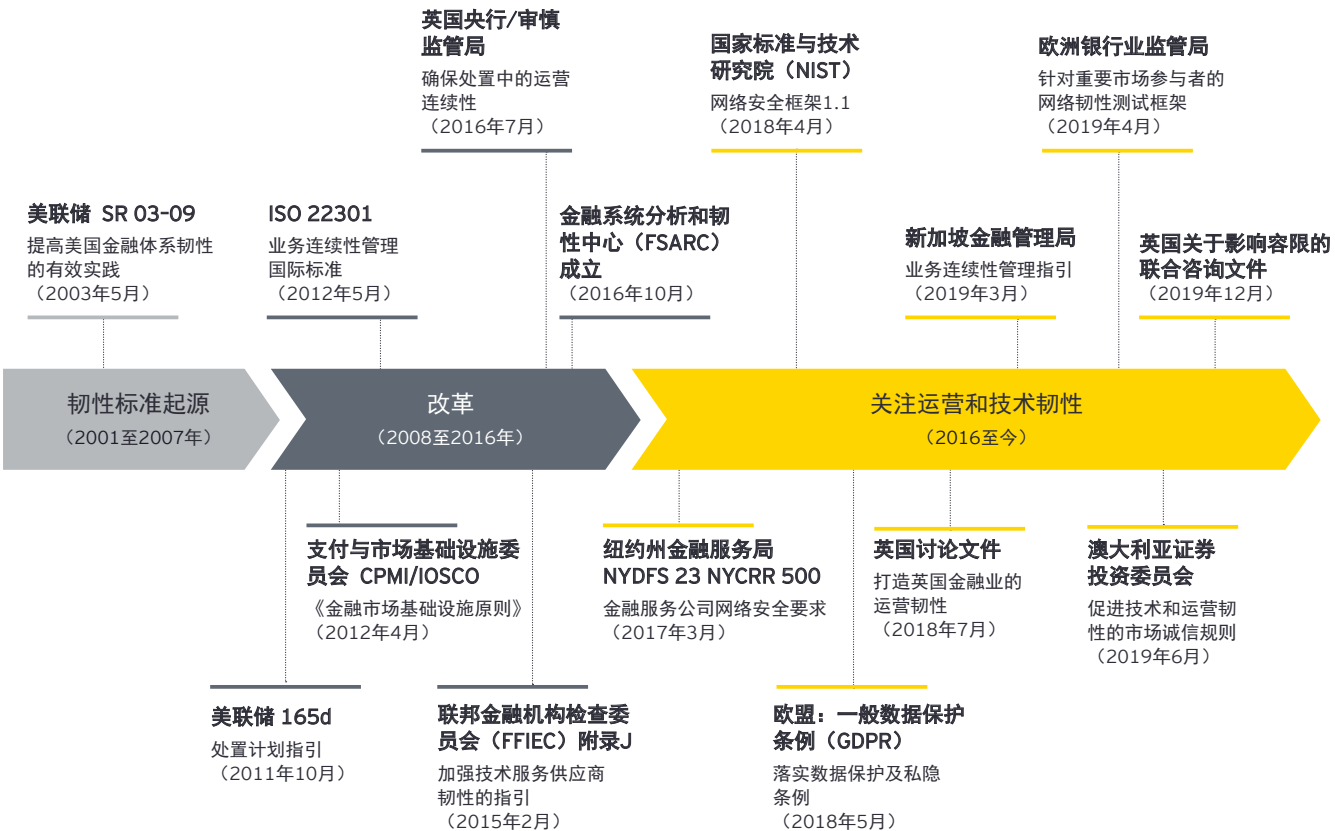 英国央行/审慎
监管局
确保处置中的运营
连续性
（2016年7月）
国家标准与技术
研究院（NIST）
网络安全框架1.1
（2018年4月）
欧洲银行业监管局
针对重要市场参与者的
网络韧性测试框架
（2019年4月）
美联储 SR 03-09
提高美国金融体系韧性
的有效实践
（2003年5月）
ISO 22301
业务连续性管理
国际标准
（2012年5月）
金融系统分析和韧
性中心（FSARC）
成立
（2016年10月）
新加坡金融管理局
业务连续性管理指引
（2019年3月）
英国关于影响容限的
联合咨询文件
（2019年12月）
韧性标准起源
（2001至2007年）
改革
（2008至2016年）
关注运营和技术韧性
（2016至今）
支付与市场基础设施委
员会 CPMI/IOSCO
《金融市场基础设施原则》
（2012年4月）
纽约州金融服务局
NYDFS 23 NYCRR 500
金融服务公司网络安全要求
（2017年3月）
英国讨论文件
打造英国金融业的
运营韧性
（2018年7月）
澳大利亚证券
投资委员会
促进技术和运营韧
性的市场诚信规则
（2019年6月）
美联储 165d
处置计划指引
（2011年10月）
联邦金融机构检查委
员会（FFIEC）附录J
加强技术服务供应商
韧性的指引
（2015年2月）
欧盟：一般数据保护
条例（GDPR）
落实数据保护及私隐
条例
（2018年5月）